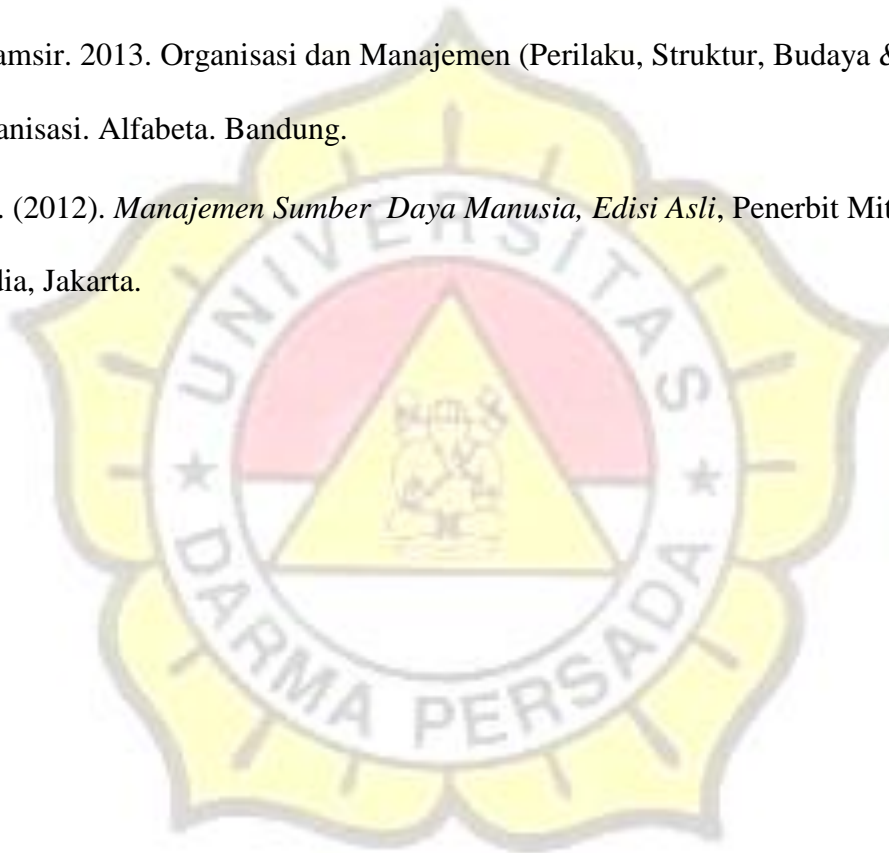 amsir. 2013. Organisasi dan Manajemen (Perilaku, Struktur, Budaya &
anisasi. Alfabeta. Bandung.
. (2012). Manajemen Sumber Daya Manusia, Edisi Asli, Penerbit Mit
dia, Jakarta.
UNIVERSITAS
DARMA PERSADA